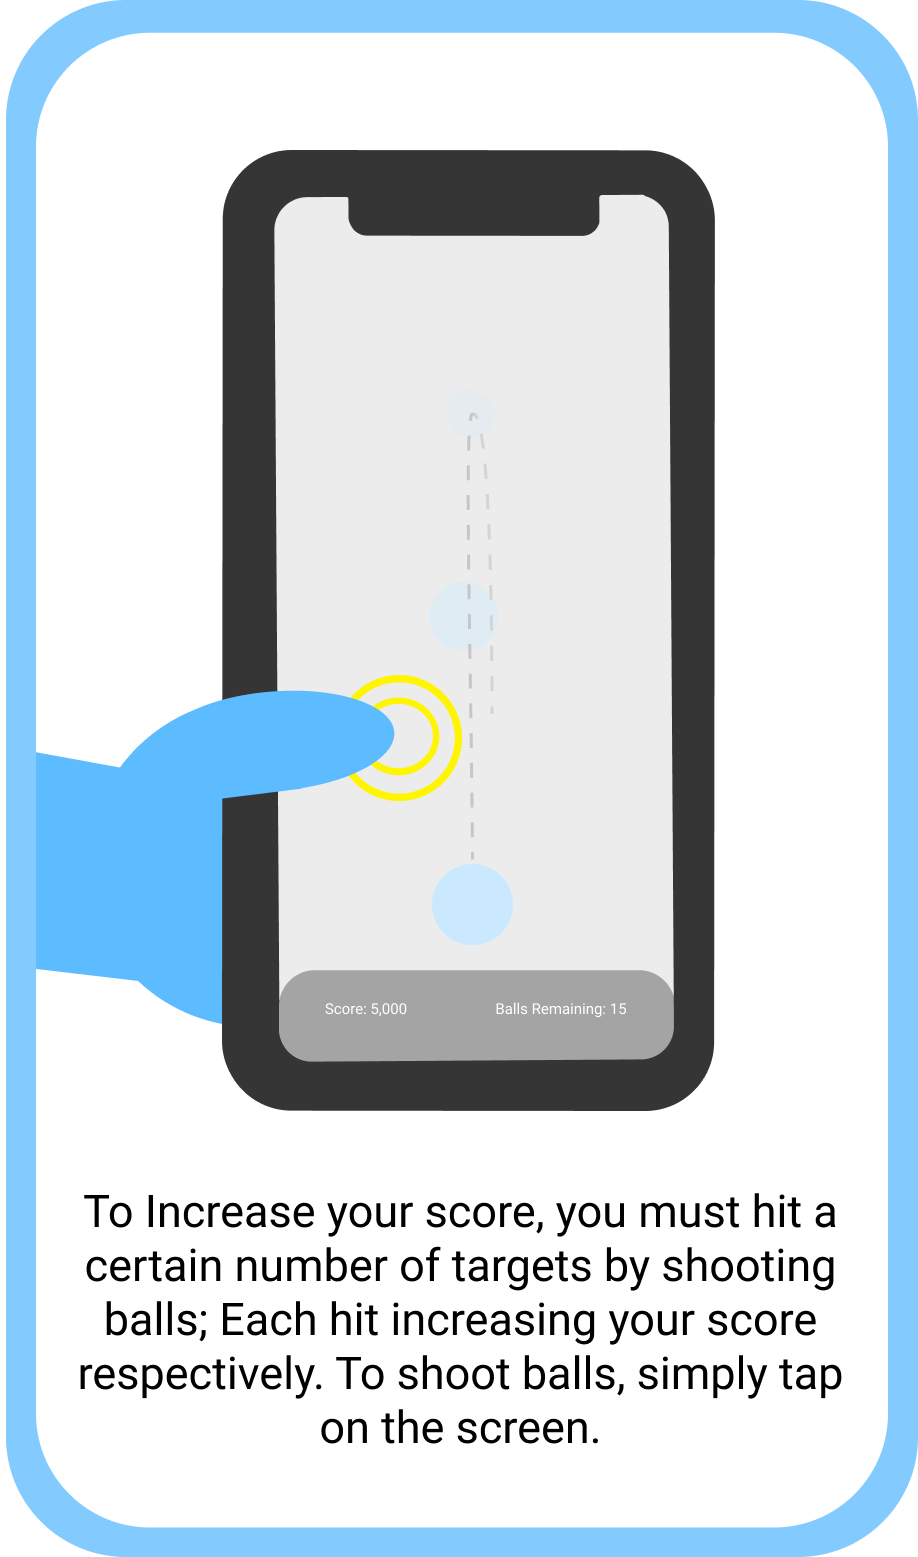 Score: 5,000 Balls Remaining: 15
To Increase your score, you must hit a
certain number of targets by shooting
balls; Each hit increasing your score
respectively. To shoot balls, simply tap
on the screen.